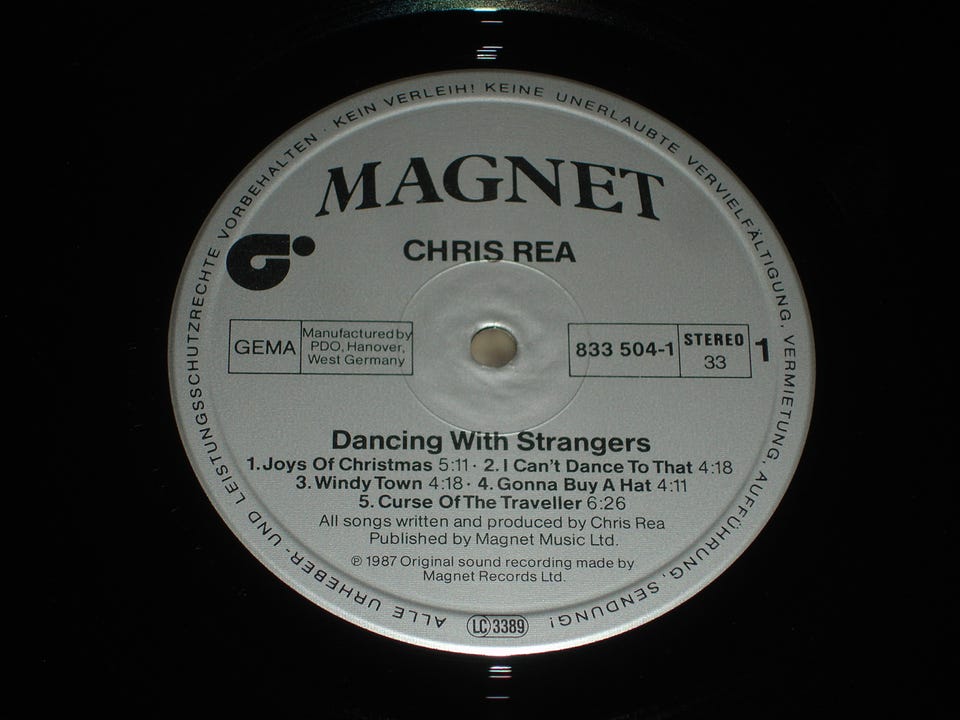 ALLE URHEBER- UND LEISTUNGSSCHUTZRECHTE VORBEHALTEN · KEIN VERLEIH! KEINE UNERLAUBTE VERVIELFÄLTIGUNG, VERMIETUNG, AUFFÜHRUNG, SENDUNG!
MAGNET
CHRIS REA
GEMA
Manufactured by
PDO, Hanover,
West Germany
833 504-1
STEREO
33
1
Dancing With Strangers
1. Joys Of Christmas 5:11 · 2. I Can't Dance To That 4:18
3. Windy Town 4:18 · 4. Gonna Buy A Hat 4:11
5. Curse Of The Traveller 6:26
All songs written and produced by Chris Rea
Published by Magnet Music Ltd.
℗ 1987 Original sound recording made by
Magnet Records Ltd.
LC 3389